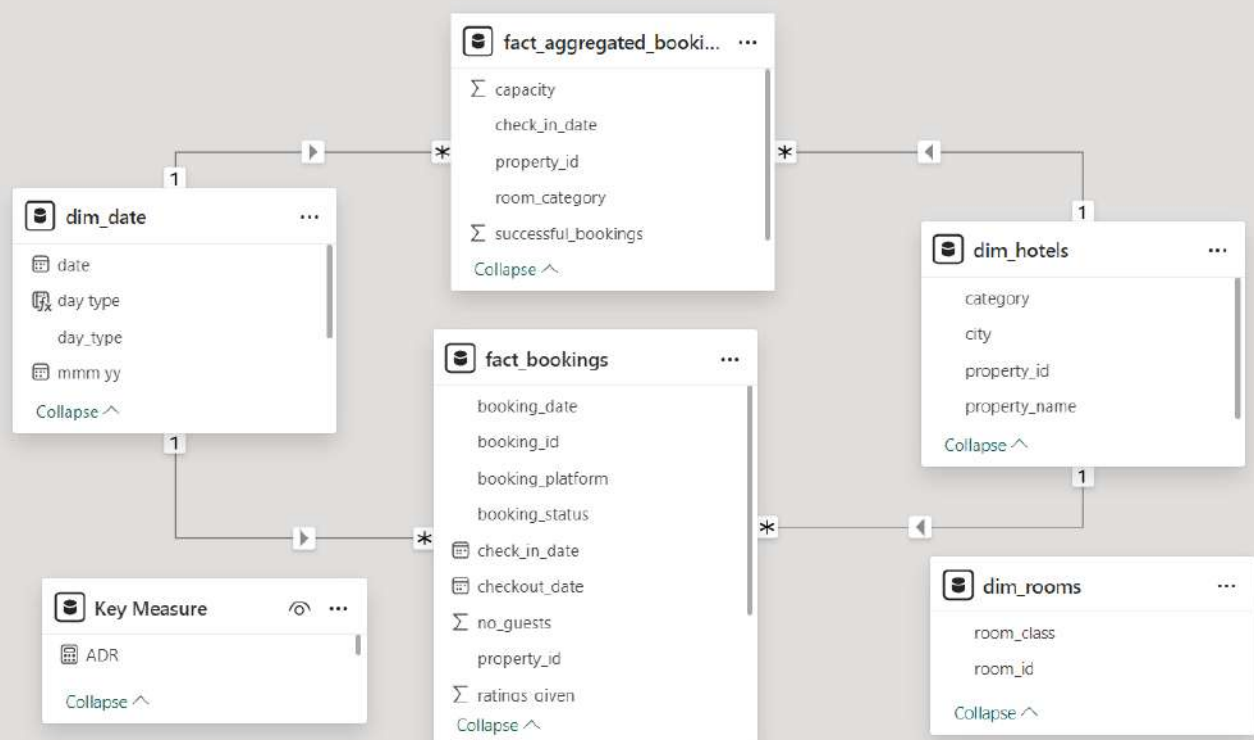 fact_aggregated_booki...
capacity
check_in_date
property_id
room_category
successful_bookings
Collapse
dim_date
date
day type
day_type
mmm yy
Collapse
dim_hotels
category
city
property_id
property_name
Collapse
fact_bookings
booking_date
booking_id
booking_platform
booking_status
check_in_date
checkout_date
no_guests
property_id
ratings_given
Collapse
Key Measure
ADR
Collapse
dim_rooms
room_class
room_id
Collapse
1
*
*
1
1
*
*
1